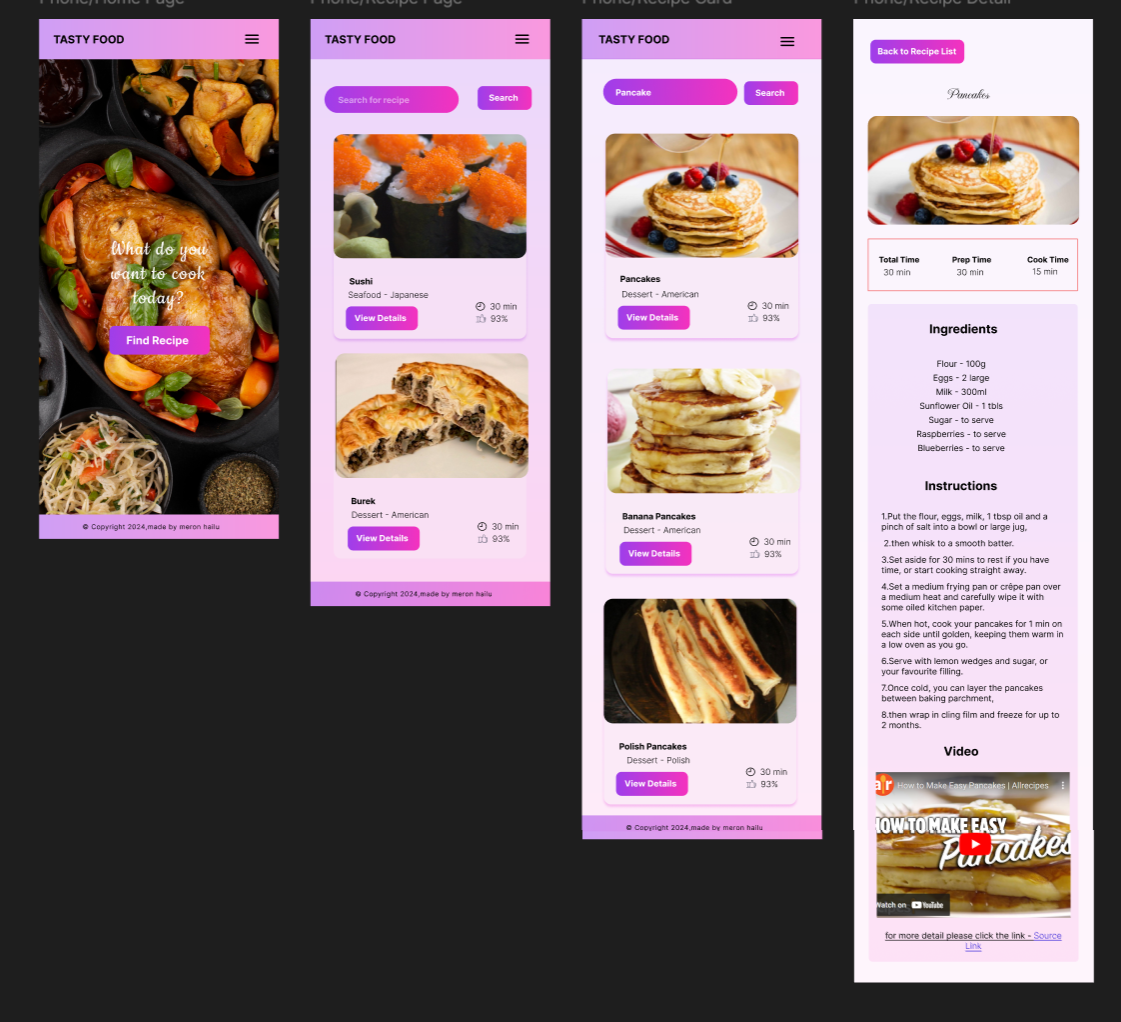 Phone/Home Page
TASTY FOOD
What do you
want to cook
today?
Find Recipe
© Copyright 2024,made by meron hailu
Phone/Recipe Page
TASTY FOOD
Search for recipe
Search
Sushi
Seafood - Japanese
View Details
30 min
93%
Burek
Dessert - American
View Details
30 min
93%
© Copyright 2024,made by meron hailu
Phone/Recipe Card
TASTY FOOD
Pancake
Search
Pancakes
Dessert - American
View Details
30 min
93%
Banana Pancakes
Dessert - American
View Details
30 min
93%
Polish Pancakes
Dessert - Polish
View Details
30 min
93%
© Copyright 2024,made by meron hailu
Phone/Recipe Detail
Back to Recipe List
Pancakes
Total Time Prep Time Cook Time
30 min 30 min 15 min
Ingredients
Flour - 100g
Eggs - 2 large
Milk - 300ml
Sunflower Oil - 1 tbls
Sugar - to serve
Raspberries - to serve
Blueberries - to serve
Instructions
1.Put the flour, eggs, milk, 1 tbsp oil and a
pinch of salt into a bowl or large jug,
2.then whisk to a smooth batter.
3.Set aside for 30 mins to rest if you have
time, or start cooking straight away.
4.Set a medium frying pan or crêpe pan over
a medium heat and carefully wipe it with
some oiled kitchen paper.
5.When hot, cook your pancakes for 1 min on
each side until golden, keeping them warm in
a low oven as you go.
6.Serve with lemon wedges and sugar, or
your favourite filling.
7.Once cold, you can layer the pancakes
between baking parchment,
8.then wrap in cling film and freeze for up to
2 months.
Video
ar How to Make Easy Pancakes | Allrecipes
HOW TO MAKE EASY
Pancakes
Watch on YouTube
for more detail please click the link - Source
Link